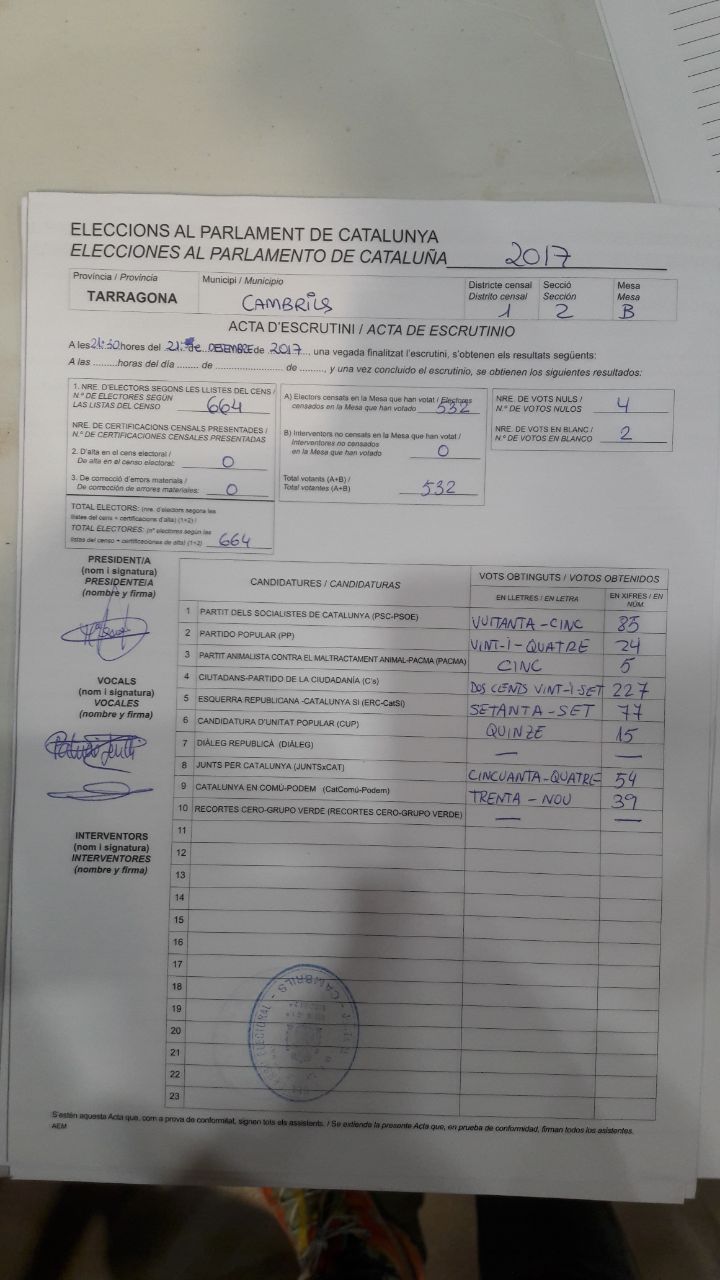 ELECCIONS AL PARLAMENT DE CATALUNYA
ELECCIONES AL PARLAMENTO DE CATALUÑA 2017
Provincia / Provincia
TARRAGONA
Municipi / Municipio
CAMBRILS
Districte censal
Distrito censal
1
Secció
Sección
2
Mesa
Mesa
B
ACTA D'ESCRUTINI / ACTA DE ESCRUTINIO
A les 21:30 hores del 21 de DESEMBRE de 2017, una vegada finalitzat l'escrutini, s'obtenen els resultats següents:
A las .........horas del día ....... de ........................ de ........, y una vez concluido el escrutinio, se obtienen los siguientes resultados:
1. NRE. D'ELECTORS SEGONS LES LLISTES DEL CENS /
N.º DE ELECTORES SEGÚN
LAS LISTAS DEL CENSO 664
NRE. DE CERTIFICACIONS CENSALS PRESENTADES /
N.º DE CERTIFICACIONES CENSALES PRESENTADAS
2. D'alta en el cens electoral /
De alta en el censo electoral: 0
3. De correcció d'errors materials /
De corrección de errores materiales: 0
TOTAL ELECTORS: (nre. d'electors segons les
llistes del cens + certificacions d'alta) (1+2) /
TOTAL ELECTORES: (nº electores según las
listas del censo + certificaciones de alta) (1+2) 664
A) Electors censats en la Mesa que han votat / Electores
censados en la Mesa que han votado 532
B) Interventors no censats en la Mesa que han votat /
Interventores no censados
en la Mesa que han votado 0
Total votants (A+B) /
Total votantes (A+B) 532
NRE. DE VOTS NULS /
N.º DE VOTOS NULOS 4
NRE. DE VOTS EN BLANC /
N.º DE VOTOS EN BLANCO 2
PRESIDENT/A
(nom i signatura)
PRESIDENTE/A
(nombre y firma)
VOCALS
(nom i signatura)
VOCALES
(nombre y firma)
INTERVENTORS
(nom i signatura)
INTERVENTORES
(nombre y firma)
CANDIDATURES / CANDIDATURAS
VOTS OBTINGUTS / VOTOS OBTENIDOS
EN LLETRES / EN LETRA
EN XIFRES / EN NÚM.
1 PARTIT DELS SOCIALISTES DE CATALUNYA (PSC-PSOE) VUITANTA-CINC 85
2 PARTIDO POPULAR (PP) VINT-I-QUATRE 24
3 PARTIT ANIMALISTA CONTRA EL MALTRACTAMENT ANIMAL-PACMA (PACMA) CINC 5
4 CIUTADANS-PARTIDO DE LA CIUDADANÍA (C's) DOS CENTS VINT-I-SET 227
5 ESQUERRA REPUBLICANA -CATALUNYA SI (ERC-CatSí) SETANTA-SET 77
6 CANDIDATURA D'UNITAT POPULAR (CUP) QUINZE 15
7 DIÀLEG REPUBLICÀ (DIÀLEG) — —
8 JUNTS PER CATALUNYA (JUNTSxCAT) CINCUANTA-QUATRE 54
9 CATALUNYA EN COMÚ-PODEM (CatComú-Podem) TRENTA-NOU 39
10 RECORTES CERO-GRUPO VERDE (RECORTES CERO-GRUPO VERDE) — —
11
12
13
14
15
16
17
18
19
20
21
22
23
CAMBRILS
S'estén aquesta Acta que, com a prova de conformitat, signen tots els assistents. / Se extiende la presente Acta que, en prueba de conformidad, firman todos los asistentes.
AEM